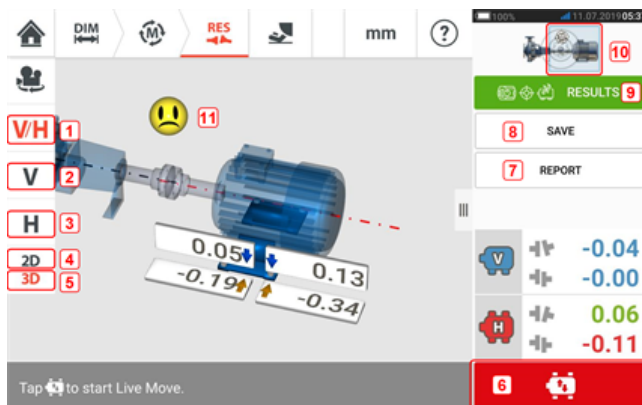 DIM
M
RES
mm
?
100%
11.07.2019 05:3
10
RESULTS 9
8 SAVE
7 REPORT
V/H 1
V 2
H 3
2D 4
3D 5
11
0.05
0.13
-0.19
-0.34
V
-0.04
-0.00
H
0.06
-0.11
6
Tap to start Live Move.